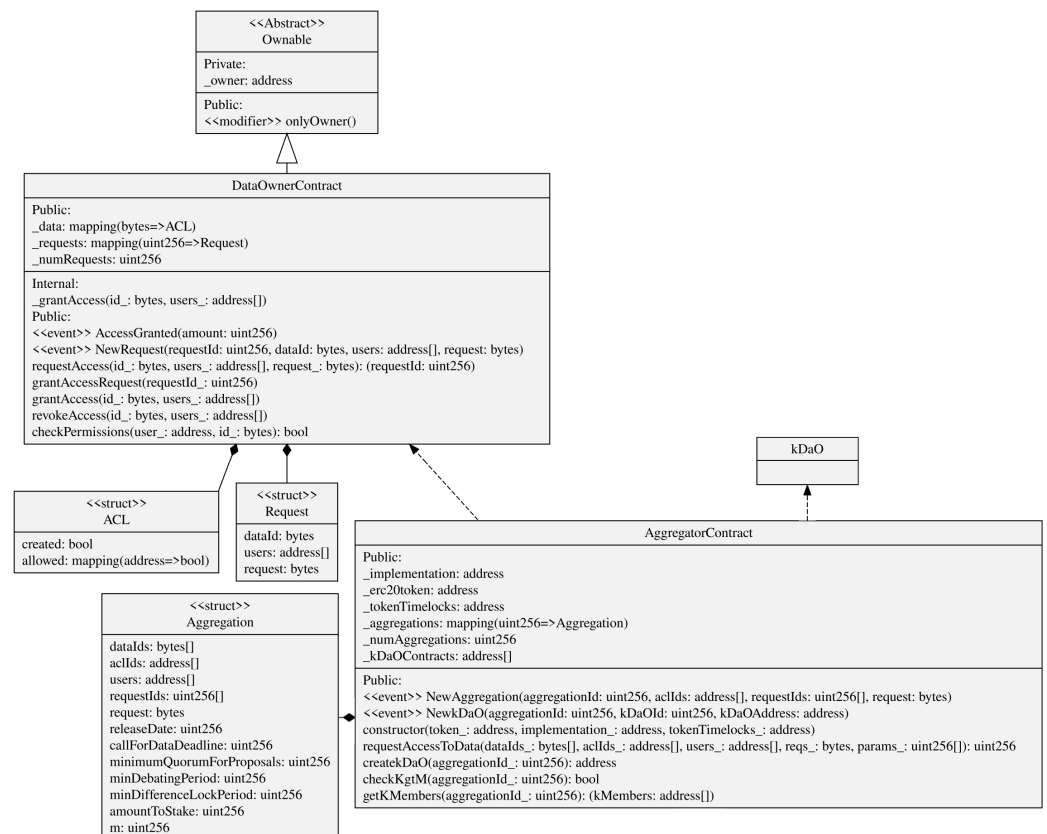 <<Abstract>>
Ownable
Private:
_owner: address
Public:
<<modifier>> onlyOwner()
DataOwnerContract
Public:
_data: mapping(bytes=>ACL)
_requests: mapping(uint256=>Request)
_numRequests: uint256
Internal:
_grantAccess(id_: bytes, users_: address[])
Public:
<<event>> AccessGranted(amount: uint256)
<<event>> NewRequest(requestId: uint256, dataId: bytes, users: address[], request: bytes)
requestAccess(id_: bytes, users_: address[], request_: bytes): (requestId: uint256)
grantAccessRequest(requestId_: uint256)
grantAccess(id_: bytes, users_: address[])
revokeAccess(id_: bytes, users_: address[])
checkPermissions(user_: address, id_: bytes): bool
kDaO
<<struct>>
ACL
created: bool
allowed: mapping(address=>bool)
<<struct>>
Request
dataId: bytes
users: address[]
request: bytes
AggregatorContract
Public:
_implementation: address
_erc20token: address
_tokenTimelocks: address
_aggregations: mapping(uint256=>Aggregation)
_numAggregations: uint256
_kDaOContracts: address[]
Public:
<<event>> NewAggregation(aggregationId: uint256, aclIds: address[], requestIds: uint256[], request: bytes)
<<event>> NewkDaO(aggregationId: uint256, kDaOId: uint256, kDaOAddress: address)
constructor(token_: address, implementation_: address, tokenTimelocks_: address)
requestAccessToData(dataIds_: bytes[], aclIds_: address[], users_: address[], reqs_: bytes, params_: uint256[]): uint256
createkDaO(aggregationId_: uint256): address
checkKgtM(aggregationId_: uint256): bool
getKMembers(aggregationId_: uint256): (kMembers: address[])
<<struct>>
Aggregation
dataIds: bytes[]
aclIds: address[]
users: address[]
requestIds: uint256[]
request: bytes
releaseDate: uint256
callForDataDeadline: uint256
minimumQuorumForProposals: uint256
minDebatingPeriod: uint256
minDifferenceLockPeriod: uint256
amountToStake: uint256
m: uint256